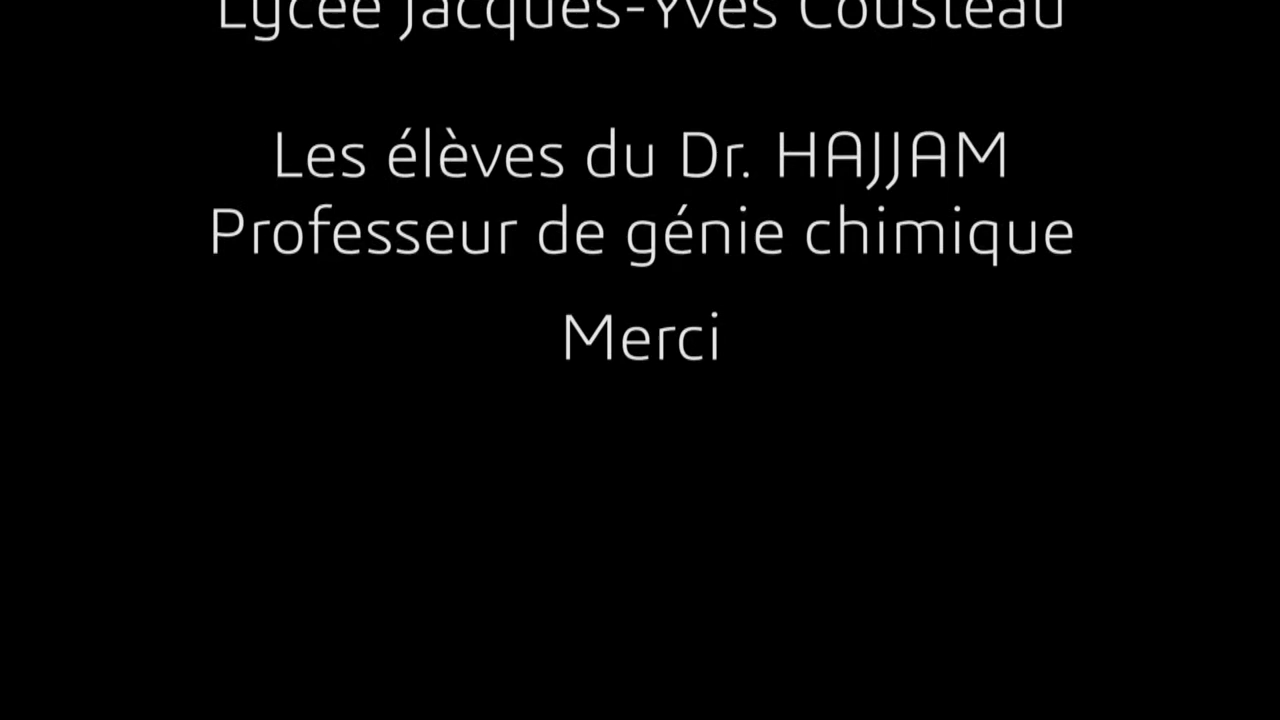 Lycée Jacques-Yves Cousteau
Les élèves du Dr. HAJJAM
Professeur de génie chimique
Merci